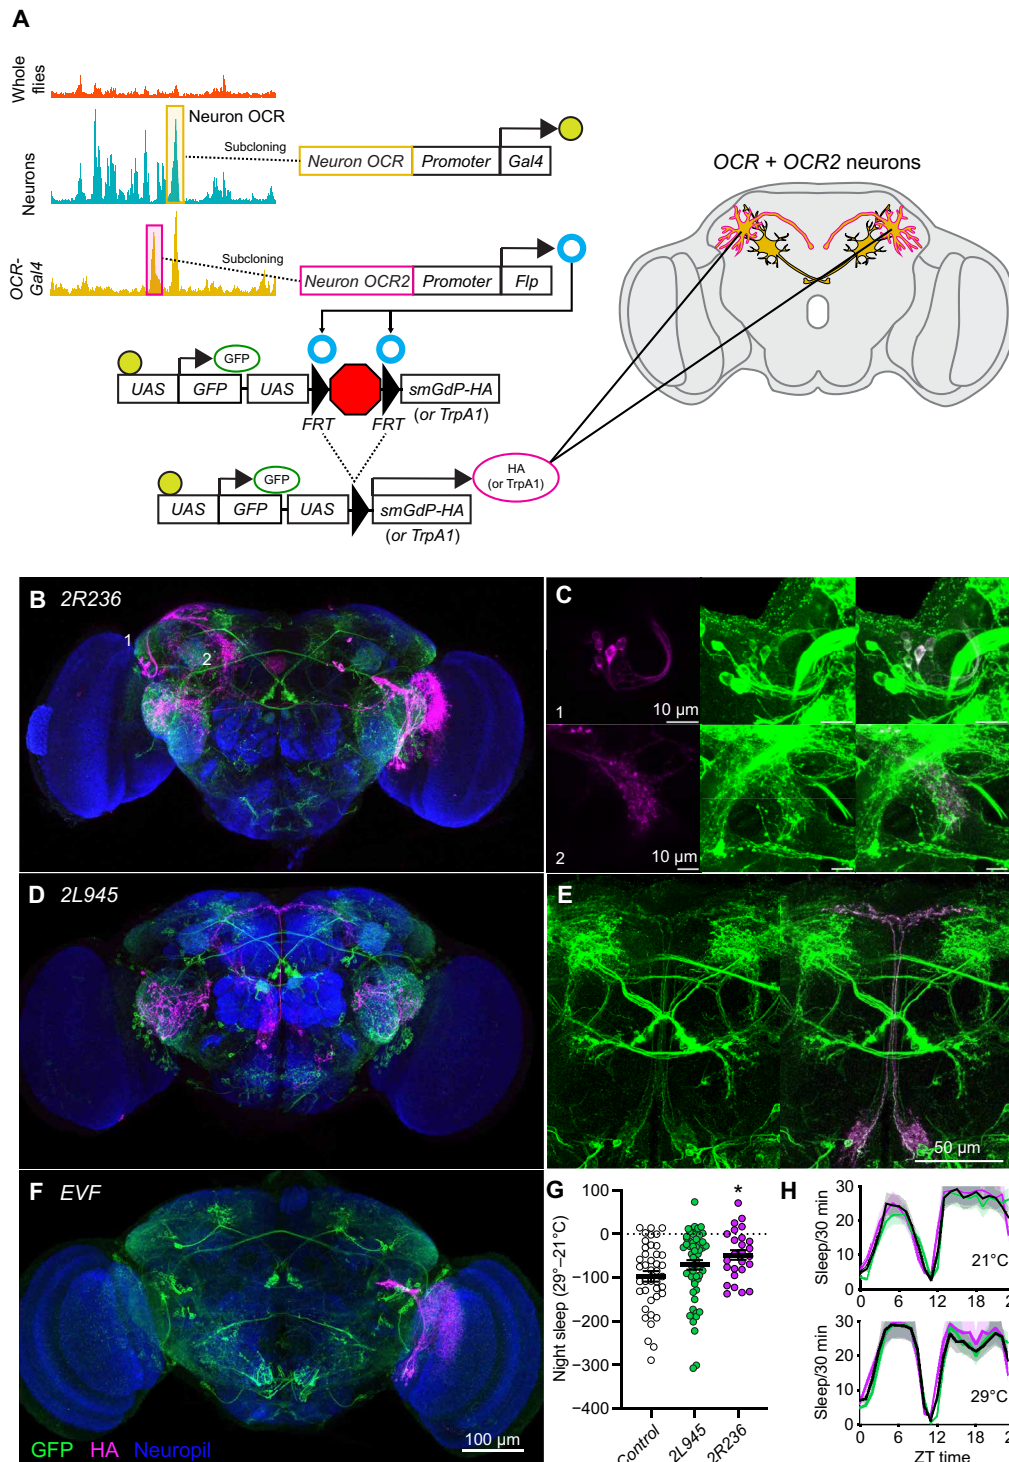 A
Whole
flies
Neurons
OCR-
Gal4
Neuron OCR
Subcloning
Neuron OCR Promoter Gal4
Subcloning
Neuron OCR2 Promoter Flp
OCR + OCR2 neurons
GFP
UAS GFP UAS smGdP-HA
(or TrpA1)
FRT FRT
GFP
HA
(or TrpA1)
UAS GFP UAS smGdP-HA
(or TrpA1)
B 2R236
1
2
C
1
10 µm
2
10 µm
D 2L945
E
50 µm
F EVF
GFP HA Neuropil
100 µm
G
Night sleep (29°–21°C)
100
0
−100
−200
−300
−400
*
Control
2L945
2R236
H
Sleep/30 min
30
20
10
0
21°C
0 6 12 18 2
Sleep/30 min
30
20
10
0
29°C
0 6 12 18 2
ZT time